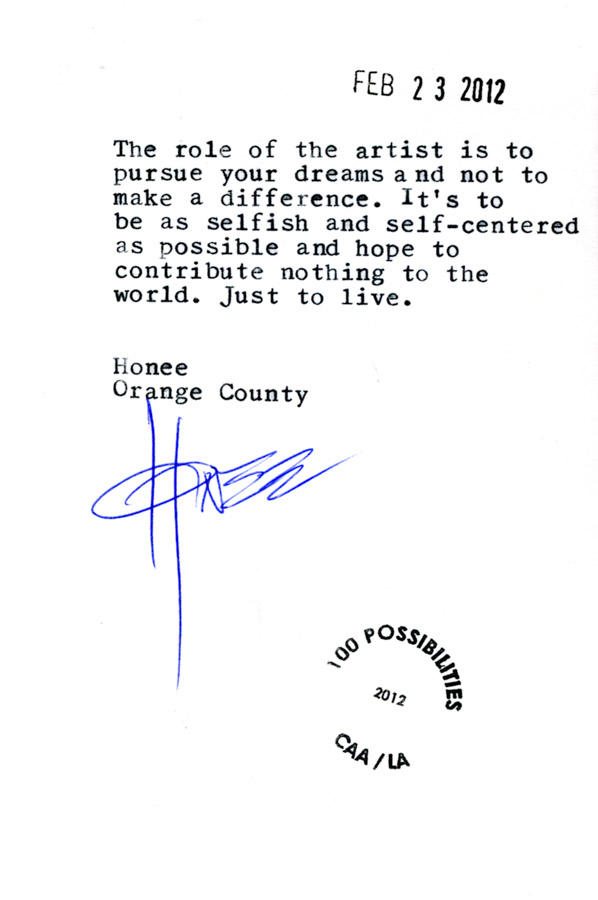 FEB 23 2012
The role of the artist is to
pursue your dreams and not to
make a difference. It's to
be as selfish and self-centered
as possible and hope to
contribute nothing to the
world. Just to live.
Honee
Orange County
Honee
100 POSSIBILITIES
2012
CAA/LA